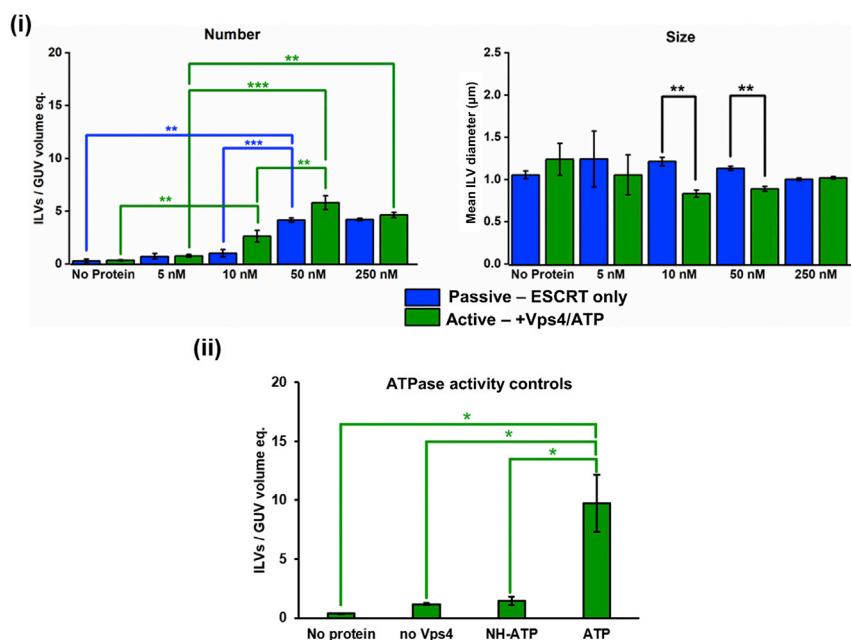 (i)
Number
ILVs / GUV volume eq.
20
15
10
5
0
**
***
**
***
**
**
No Protein 5 nM 10 nM 50 nM 250 nM
Size
Mean ILV diameter (µm)
2.5
2.0
1.5
1.0
0.5
0.0
** **
No Protein 5 nM 10 nM 50 nM 250 nM
Passive – ESCRT only
Active – +Vps4/ATP
(ii)
ATPase activity controls
ILVs / GUV volume eq.
20
15
10
5
0
*
*
*
No protein no Vps4 NH-ATP ATP